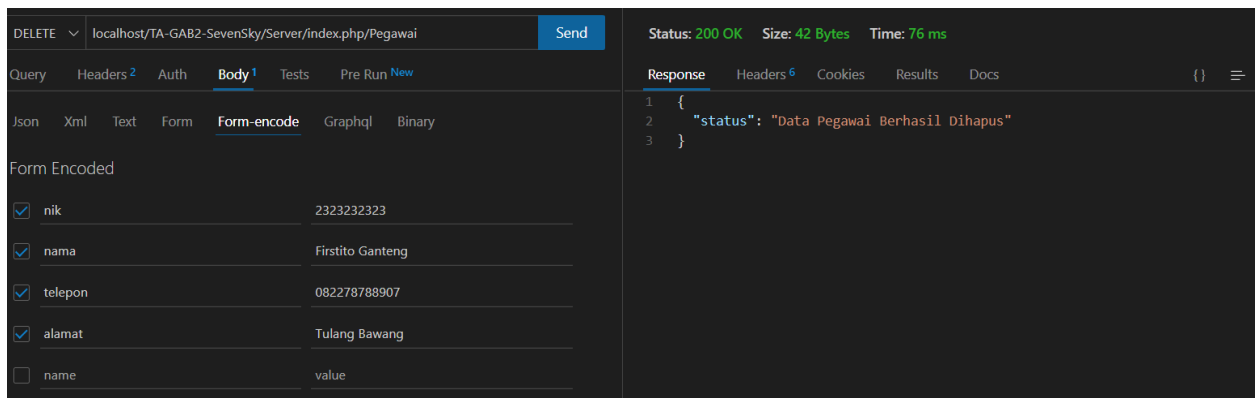 DELETE localhost/TA-GAB2-SevenSky/Server/index.php/Pegawai Send
Query Headers 2 Auth Body 1 Tests Pre Run New
Json Xml Text Form Form-encode Graphql Binary
Form Encoded
nik 2323232323
nama Firstito Ganteng
telepon 082278788907
alamat Tulang Bawang
name value
Status: 200 OK Size: 42 Bytes Time: 76 ms
Response Headers 6 Cookies Results Docs {}
1 {
2 "status": "Data Pegawai Berhasil Dihapus"
3 }